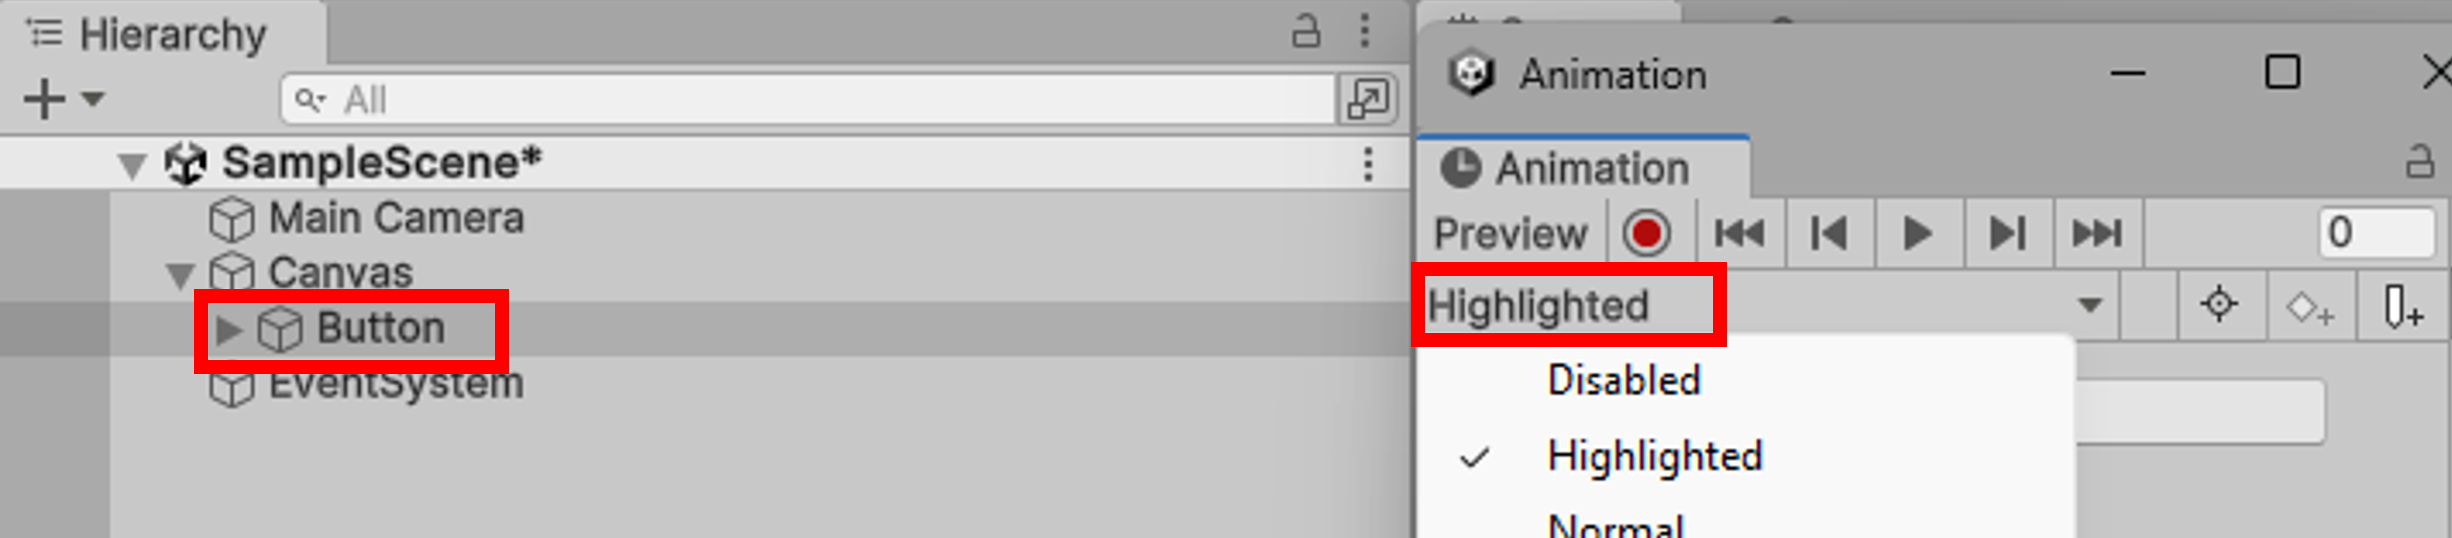 Hierarchy
All
SampleScene*
Main Camera
Canvas
Button
EventSystem
Animation
Animation
Preview
0
Highlighted
Disabled
Highlighted
Normal